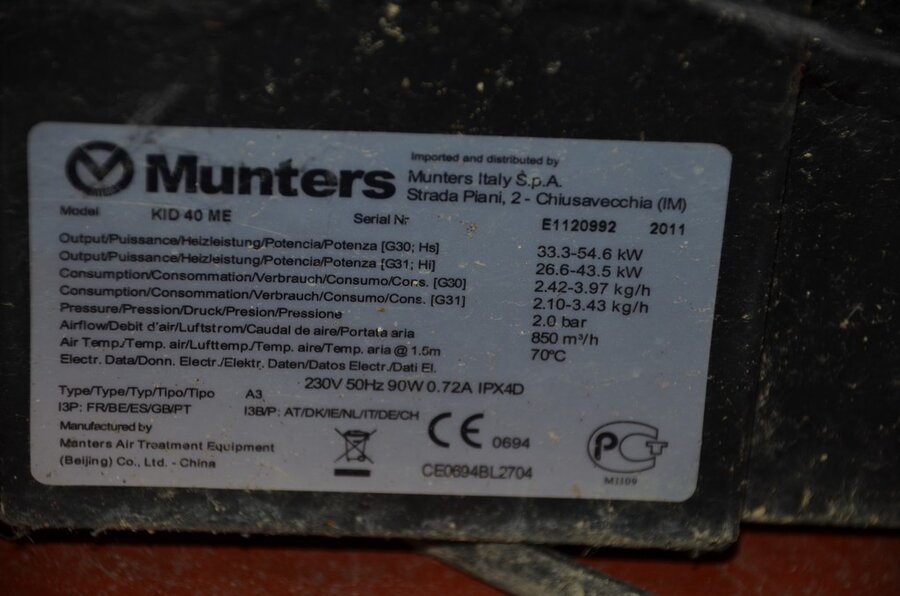 Munters
Imported and distributed by
Munters Italy S.p.A.
Strada Piani, 2 - Chiusavecchia (IM)
Model KID 40 ME Serial Nr E1120992 2011
Output/Puissance/Heizleistung/Potencia/Potenza [G30; Hs] 33.3-54.6 kW
Output/Puissance/Heizleistung/Potencia/Potenza [G31; Hi] 26.6-43.5 kW
Consumption/Consommation/Verbrauch/Consumo/Cons. [G30] 2.42-3.97 kg/h
Consumption/Consommation/Verbrauch/Consumo/Cons. [G31] 2.10-3.43 kg/h
Pressure/Pression/Druck/Presion/Pressione 2.0 bar
Airflow/Debit d'air/Luftstrom/Caudal de aire/Portata aria 850 m³/h
Air Temp./Temp. air/Lufttemp./Temp. aire/Temp. aria @ 1.5m 70ºC
Electr. Data/Donn. Electr./Elektr. Daten/Datos Electr./Dati El.
230V 50Hz 90W 0.72A IPX4D
Type/Type/Typ/Tipo/Tipo A3
I3P: FR/BE/ES/GB/PT I3B/P: AT/DK/IE/NL/IT/DE/CH
Manufactured by
Munters Air Treatment Equipment
(Beijing) Co., Ltd. - China
CE 0694
CE0694BL2704
PCT
M1109